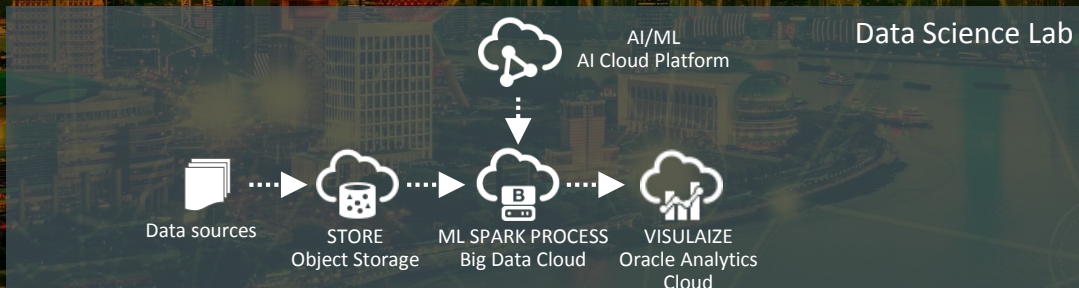 Data Science Lab
AI/ML
AI Cloud Platform
Data sources
STORE
Object Storage
B
ML SPARK PROCESS
Big Data Cloud
VISULAIZE
Oracle Analytics
Cloud